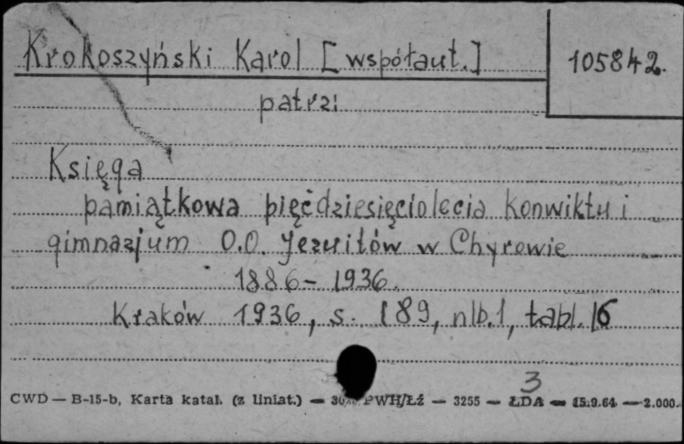 Krokoszyński Karol [współaut.]
105842.
patrz:
Księga
pamiątkowa pięćdziesięciolecia konwiktu i
gimnazjum O.O. Jezuitów w Chyrowie
1886-1936.
Kraków 1936, s. 189, nlb.1, tabl.16
3
CWD — B-15-b, Karta katal. (z liniat.) — PWH/Łź — 3255 — ŁDA — 15.9.64 — 2.000.